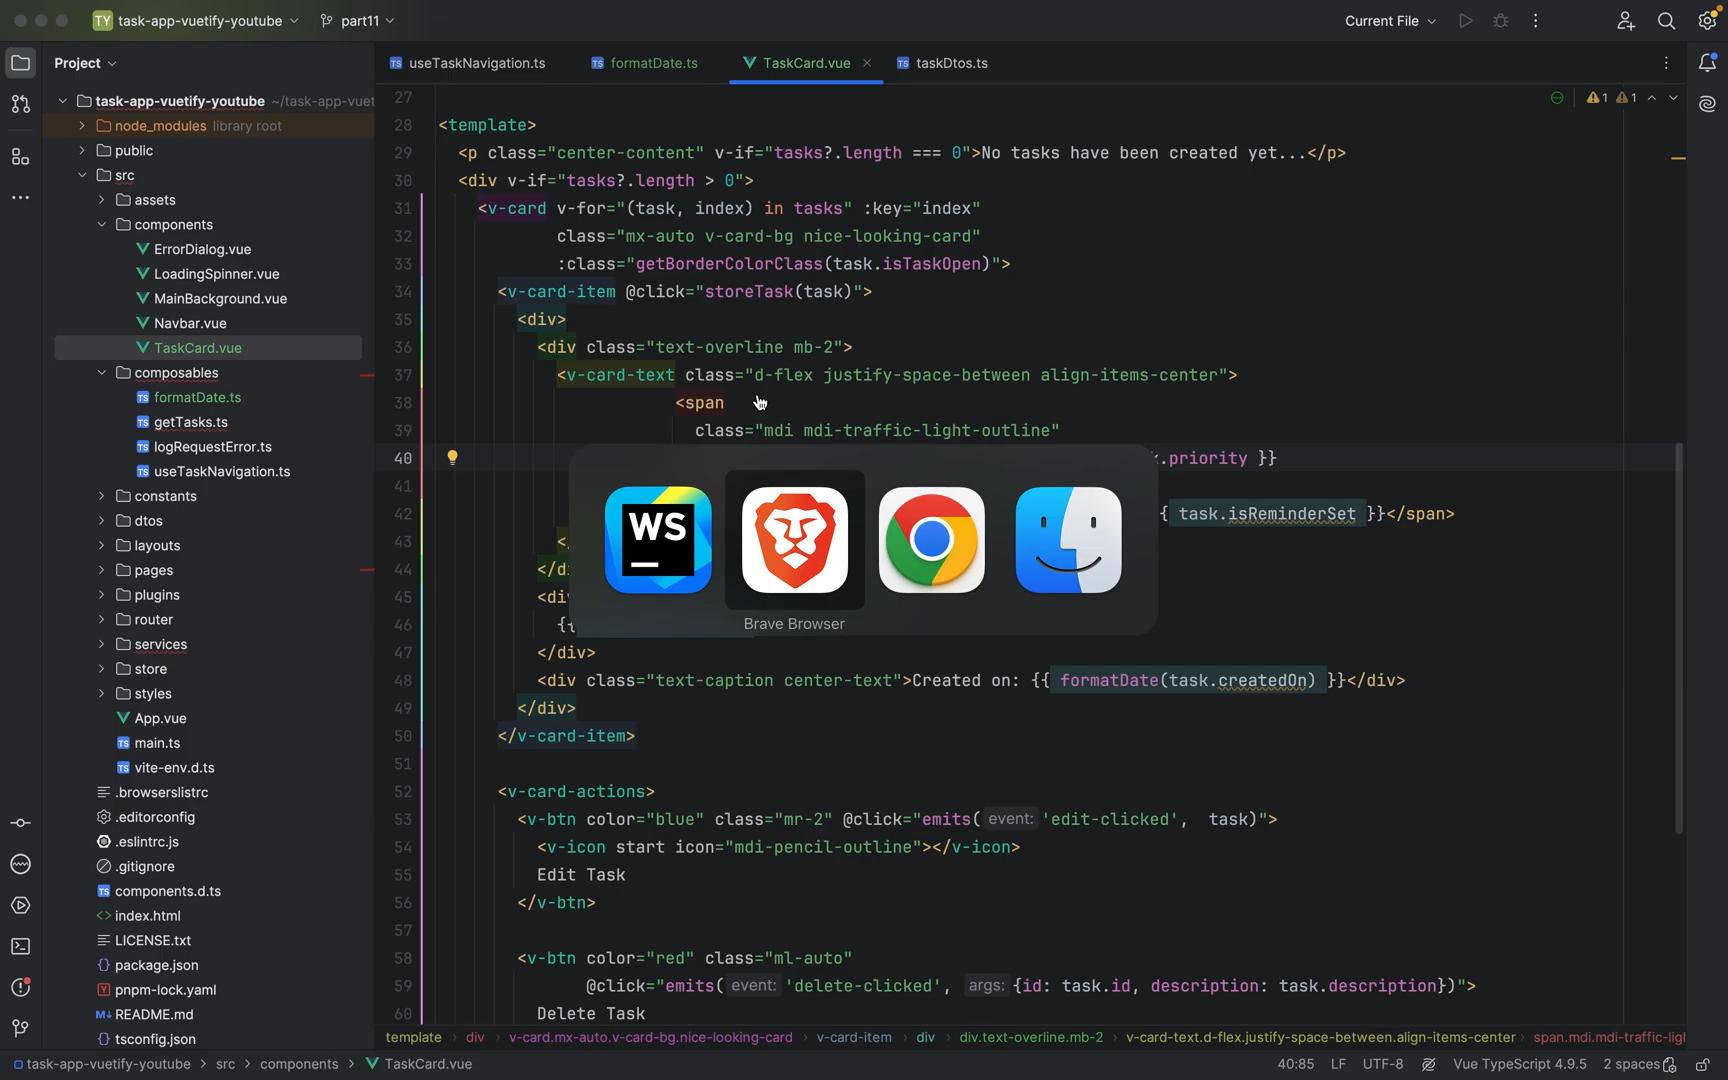 TY task-app-vuetify-youtube part11 Current File
Project
useTaskNavigation.ts formatDate.ts TaskCard.vue taskDtos.ts
task-app-vuetify-youtube ~/task-app-vuet
node_modules library root
public
src
assets
components
ErrorDialog.vue
LoadingSpinner.vue
MainBackground.vue
Navbar.vue
TaskCard.vue
composables
formatDate.ts
getTasks.ts
logRequestError.ts
useTaskNavigation.ts
constants
dtos
layouts
pages
plugins
router
services
store
styles
App.vue
main.ts
vite-env.d.ts
.browserslistrc
.editorconfig
.eslintrc.js
.gitignore
components.d.ts
index.html
LICENSE.txt
package.json
pnpm-lock.yaml
README.md
tsconfig.json
1 1
27
28 <template>
29 <p class="center-content" v-if="tasks?.length === 0">No tasks have been created yet...</p>
30 <div v-if="tasks?.length > 0">
31 <v-card v-for="(task, index) in tasks" :key="index"
32 class="mx-auto v-card-bg nice-looking-card"
33 :class="getBorderColorClass(task.isTaskOpen)">
34 <v-card-item @click="storeTask(task)">
35 <div>
36 <div class="text-overline mb-2">
37 <v-card-text class="d-flex justify-space-between align-items-center">
38 <span
39 class="mdi mdi-traffic-light-outline"
40 .priority }}
41
42 { task.isReminderSet }}</span>
43 <
44 </di
45 <div
46 {{
47 </div>
48 <div class="text-caption center-text">Created on: {{ formatDate(task.createdOn) }}</div>
49 </div>
50 </v-card-item>
51
52 <v-card-actions>
53 <v-btn color="blue" class="mr-2" @click="emits( event: 'edit-clicked', task)">
54 <v-icon start icon="mdi-pencil-outline"></v-icon>
55 Edit Task
56 </v-btn>
57
58 <v-btn color="red" class="ml-auto"
59 @click="emits( event: 'delete-clicked', args: {id: task.id, description: task.description})">
60 Delete Task
WS
Brave Browser
template div v-card.mx-auto.v-card-bg.nice-looking-card v-card-item div div.text-overline.mb-2 v-card-text.d-flex.justify-space-between.align-items-center span.mdi.mdi-traffic-ligh
task-app-vuetify-youtube src components TaskCard.vue 40:85 LF UTF-8 Vue TypeScript 4.9.5 2 spaces